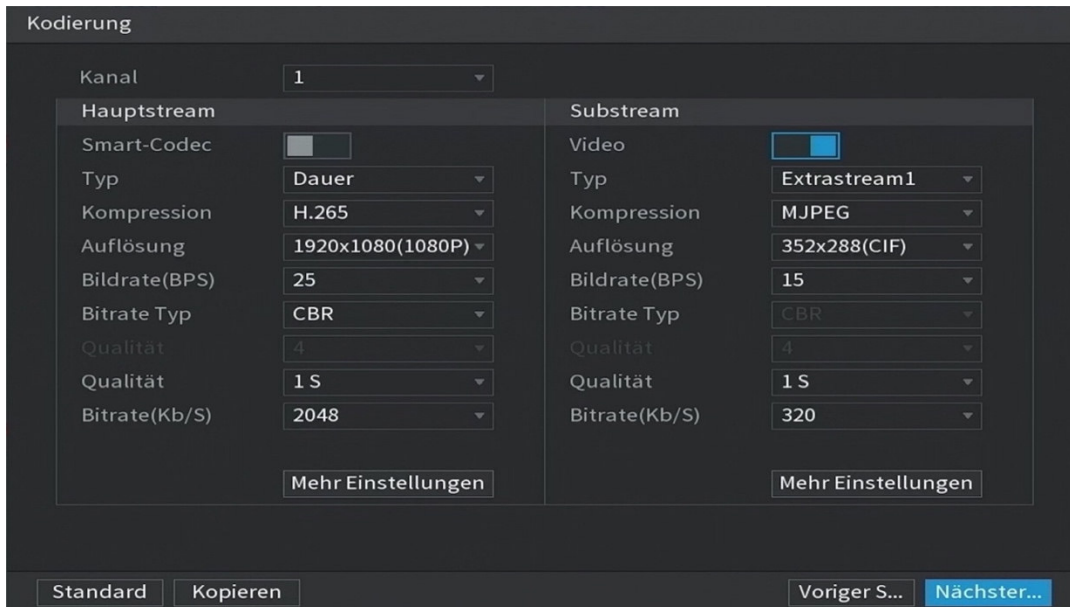 Kodierung
Kanal 1
Hauptstream
Smart-Codec
Typ Dauer
Kompression H.265
Auflösung 1920x1080(1080P)
Bildrate(BPS) 25
Bitrate Typ CBR
Qualität 4
Qualität 1 S
Bitrate(Kb/S) 2048
Mehr Einstellungen
Substream
Video
Typ Extrastream1
Kompression MJPEG
Auflösung 352x288(CIF)
Bildrate(BPS) 15
Bitrate Typ CBR
Qualität 4
Qualität 1 S
Bitrate(Kb/S) 320
Mehr Einstellungen
Standard Kopieren Voriger S... Nächster...